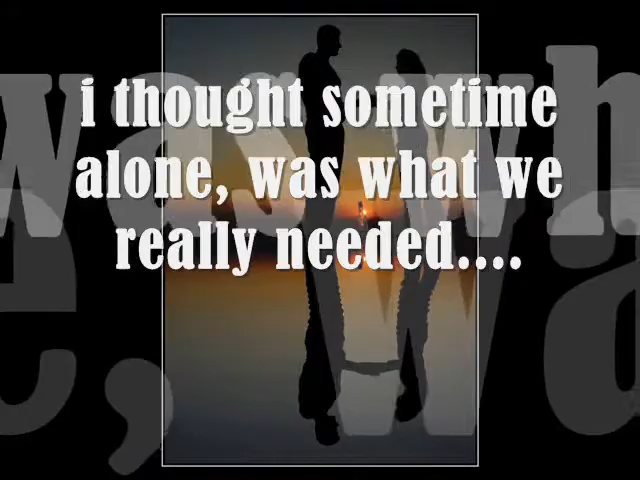 i thought sometime
alone, was what we
really needed....